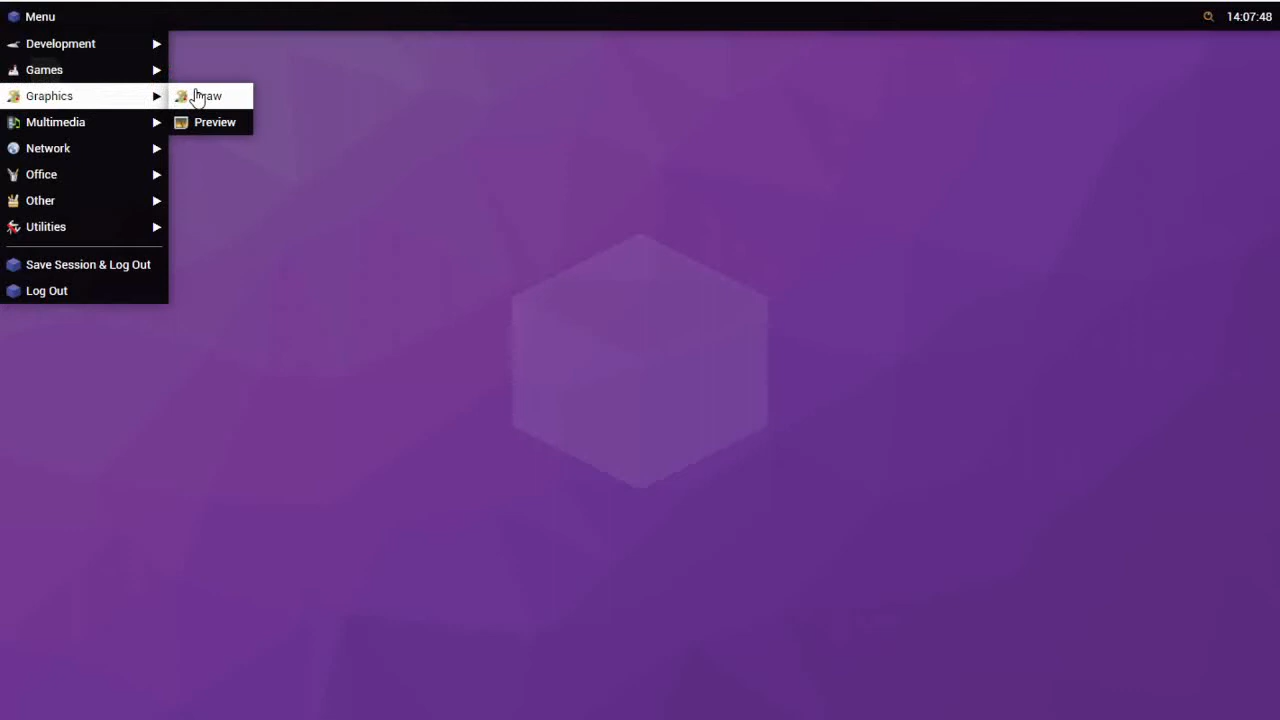 Menu
14:07:48
Development
Games
Graphics
Multimedia
Network
Office
Other
Utilities
Save Session & Log Out
Log Out
Preview